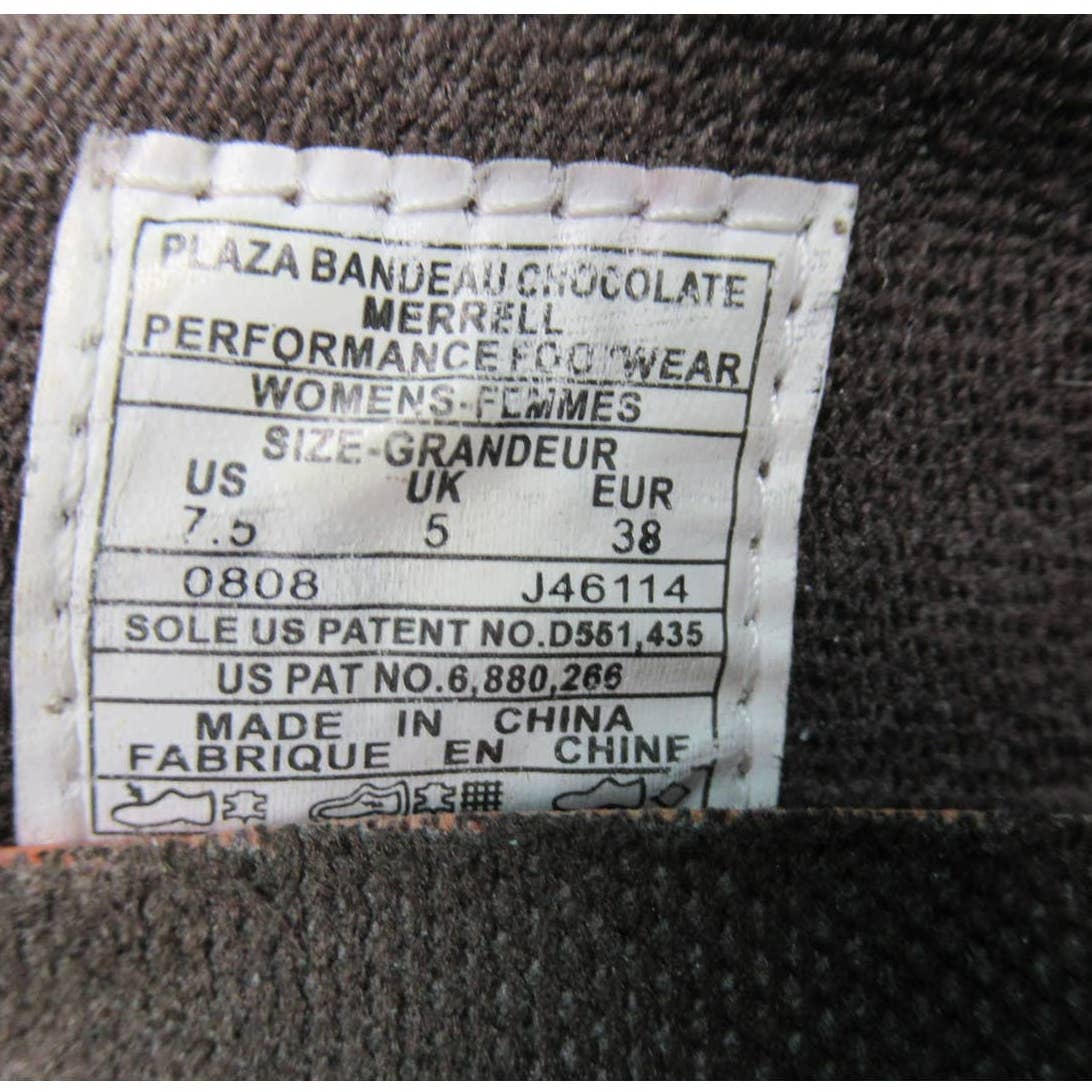 PLAZA BANDEAU CHOCOLATE
MERRELL
PERFORMANCE FOOTWEAR
WOMENS-FEMMES
SIZE-GRANDEUR
US UK EUR
7.5 5 38
0808 J46114
SOLE US PATENT NO.D551,435
US PAT NO.6,880,266
MADE IN CHINA
FABRIQUE EN CHINE